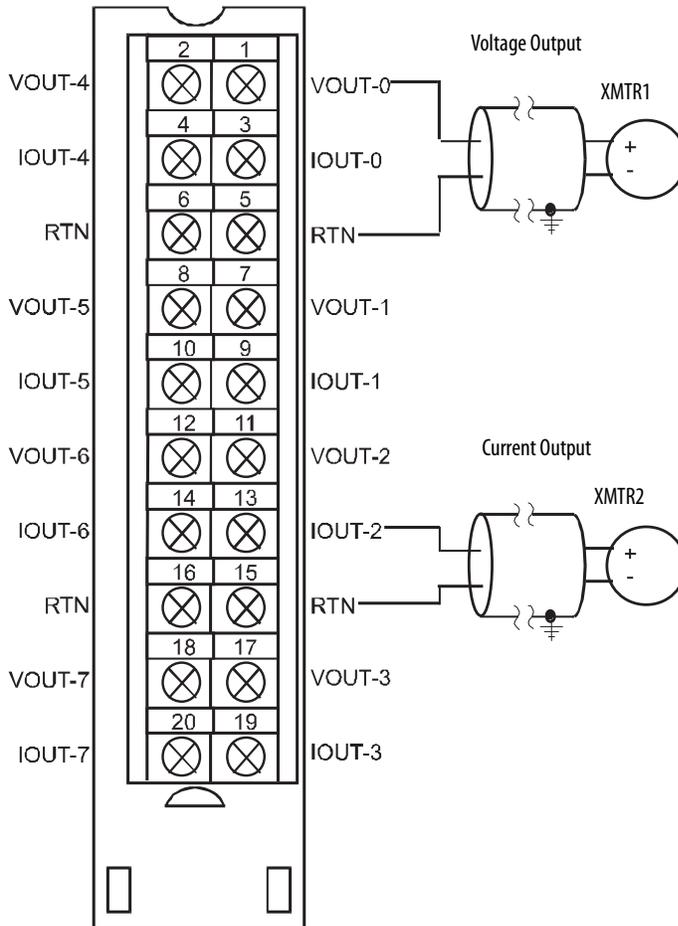 Voltage Output
2 1
VOUT-4 VOUT-0 XMTR1
4 3
IOUT-4 IOUT-0 + -
6 5
RTN RTN
8 7
VOUT-5 VOUT-1
10 9
IOUT-5 IOUT-1
12 11
VOUT-6 VOUT-2
Current Output
14 13
IOUT-6 IOUT-2 XMTR2
+ -
16 15
RTN RTN
18 17
VOUT-7 VOUT-3
20 19
IOUT-7 IOUT-3